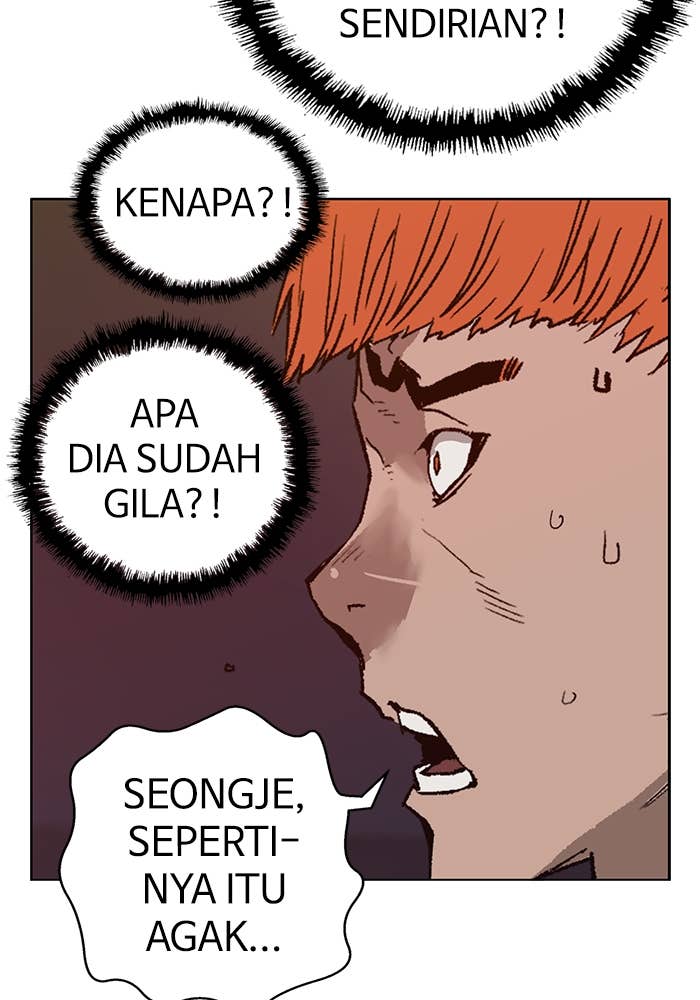 SENDIRIAN?!
KENAPA?!
APA
DIA SUDAH
GILA?!
SEONGJE,
SEPERTI-
NYA ITU
AGAK...